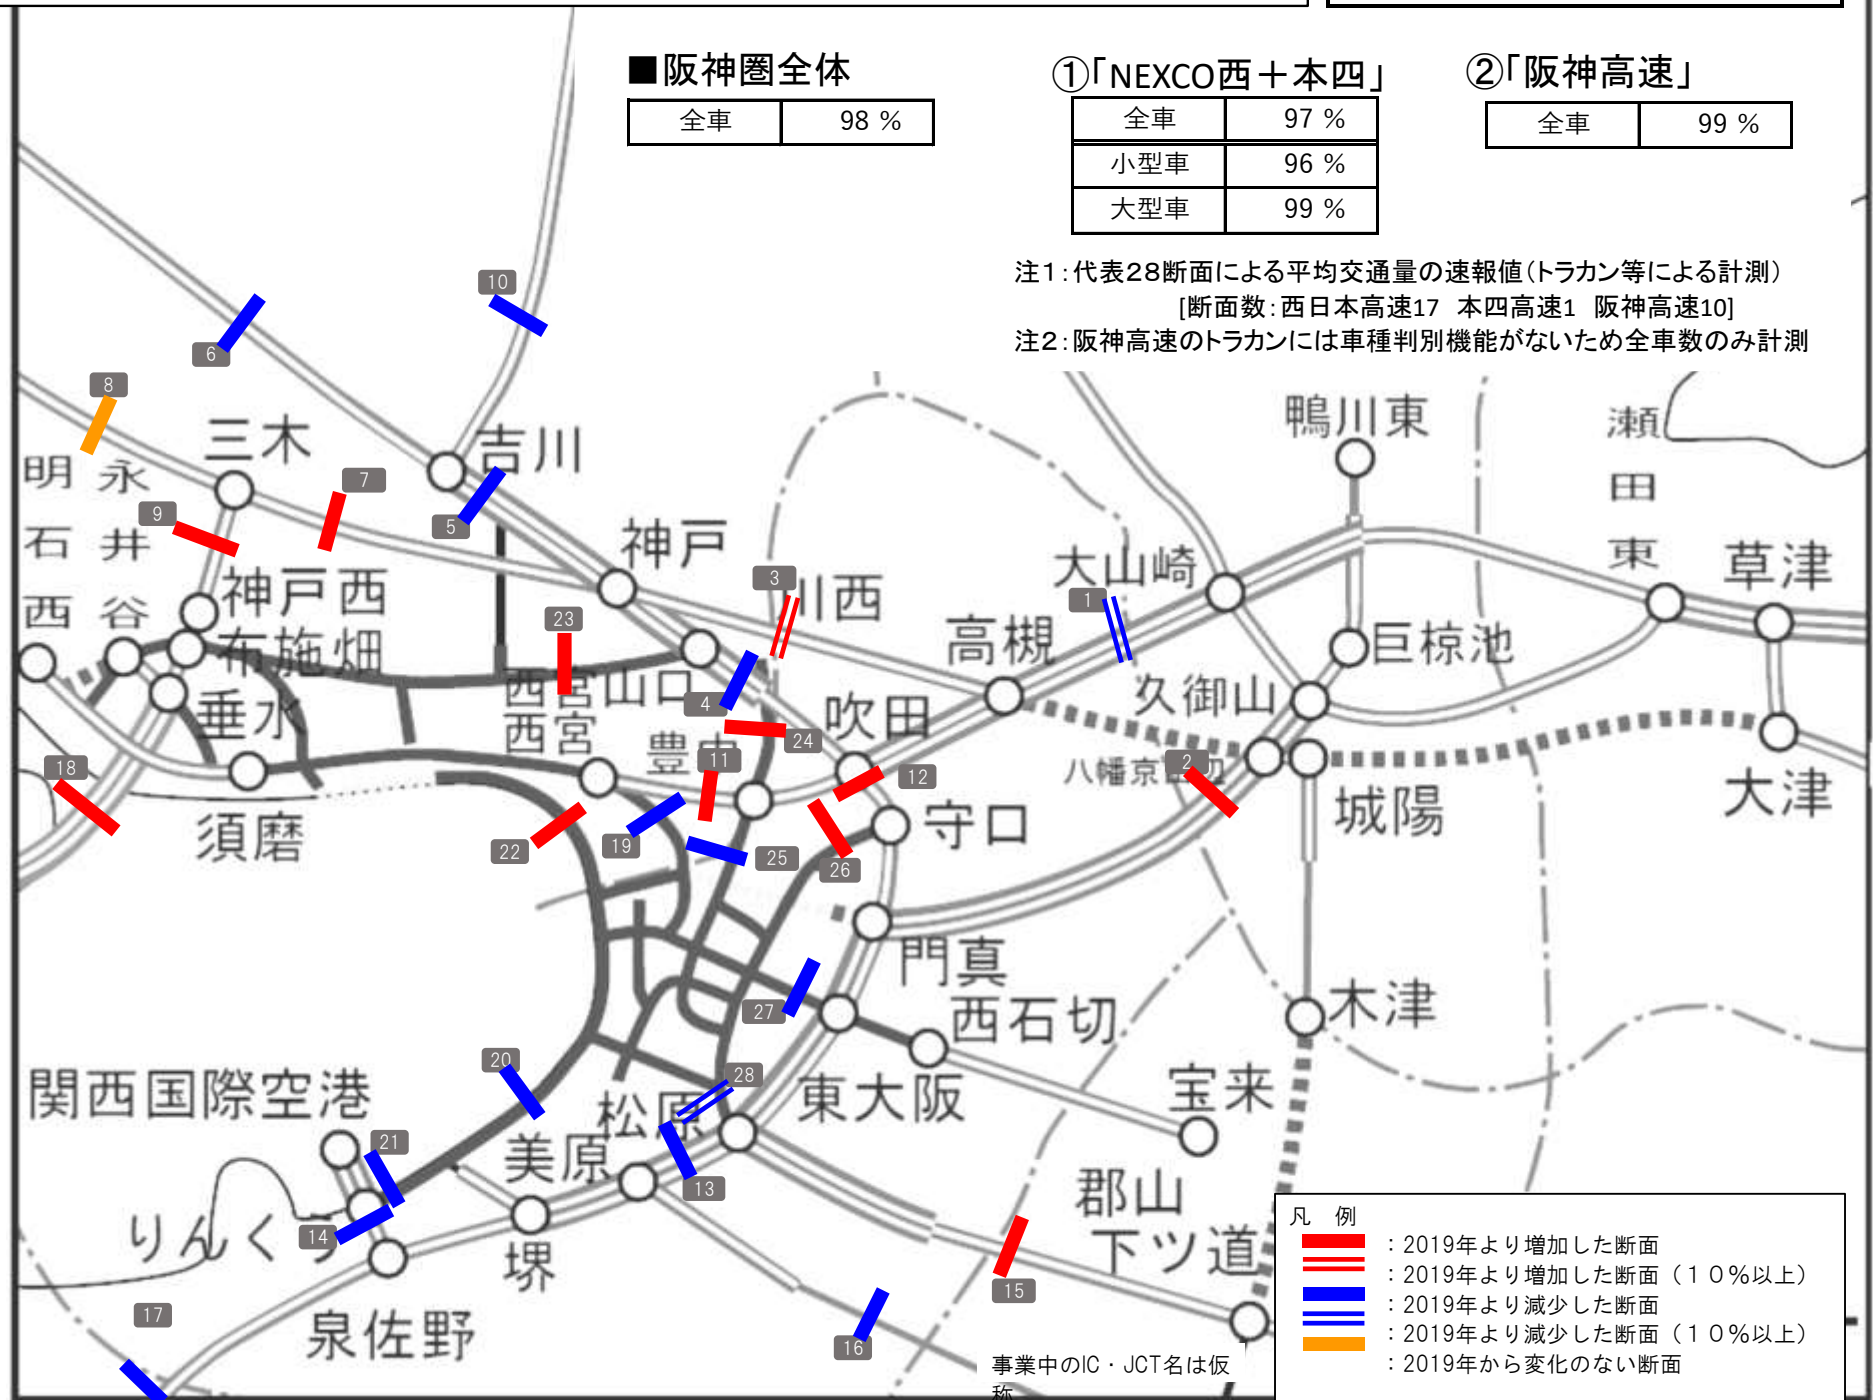 ■阪神圏全体
全車 98 %
①「NEXCO西＋本四」
全車 97 %
小型車 96 %
大型車 99 %
②「阪神高速」
全車 99 %
注1：代表28断面による平均交通量の速報値（トラカン等による計測）
[断面数：西日本高速17 本四高速1 阪神高速10]
注2：阪神高速のトラカンには車種判別機能がないため全車数のみ計測
10
6
8
鴨川東
瀬田東
三木
吉川
明石西
永井谷
7
9
5
神戸
大山崎
草津
3
川西
1
神戸西
布施畑
23
高槻
巨椋池
西宮山口
西宮
4
久御山
垂水
吹田
豊中
24
11
12
2
18
大津
城陽
須磨
守口
22
19
25
26
門真
27
西石切
木津
20
28
関西国際空港
松原
東大阪
宝来
21
美原
13
郡山
下ツ道
りんくう
14
堺
15
17
泉佐野
16
事業中のIC・JCT名は仮
称
凡 例
：2019年より増加した断面
：2019年より増加した断面（１０%以上）
：2019年より減少した断面
：2019年より減少した断面（１０%以上）
：2019年から変化のない断面